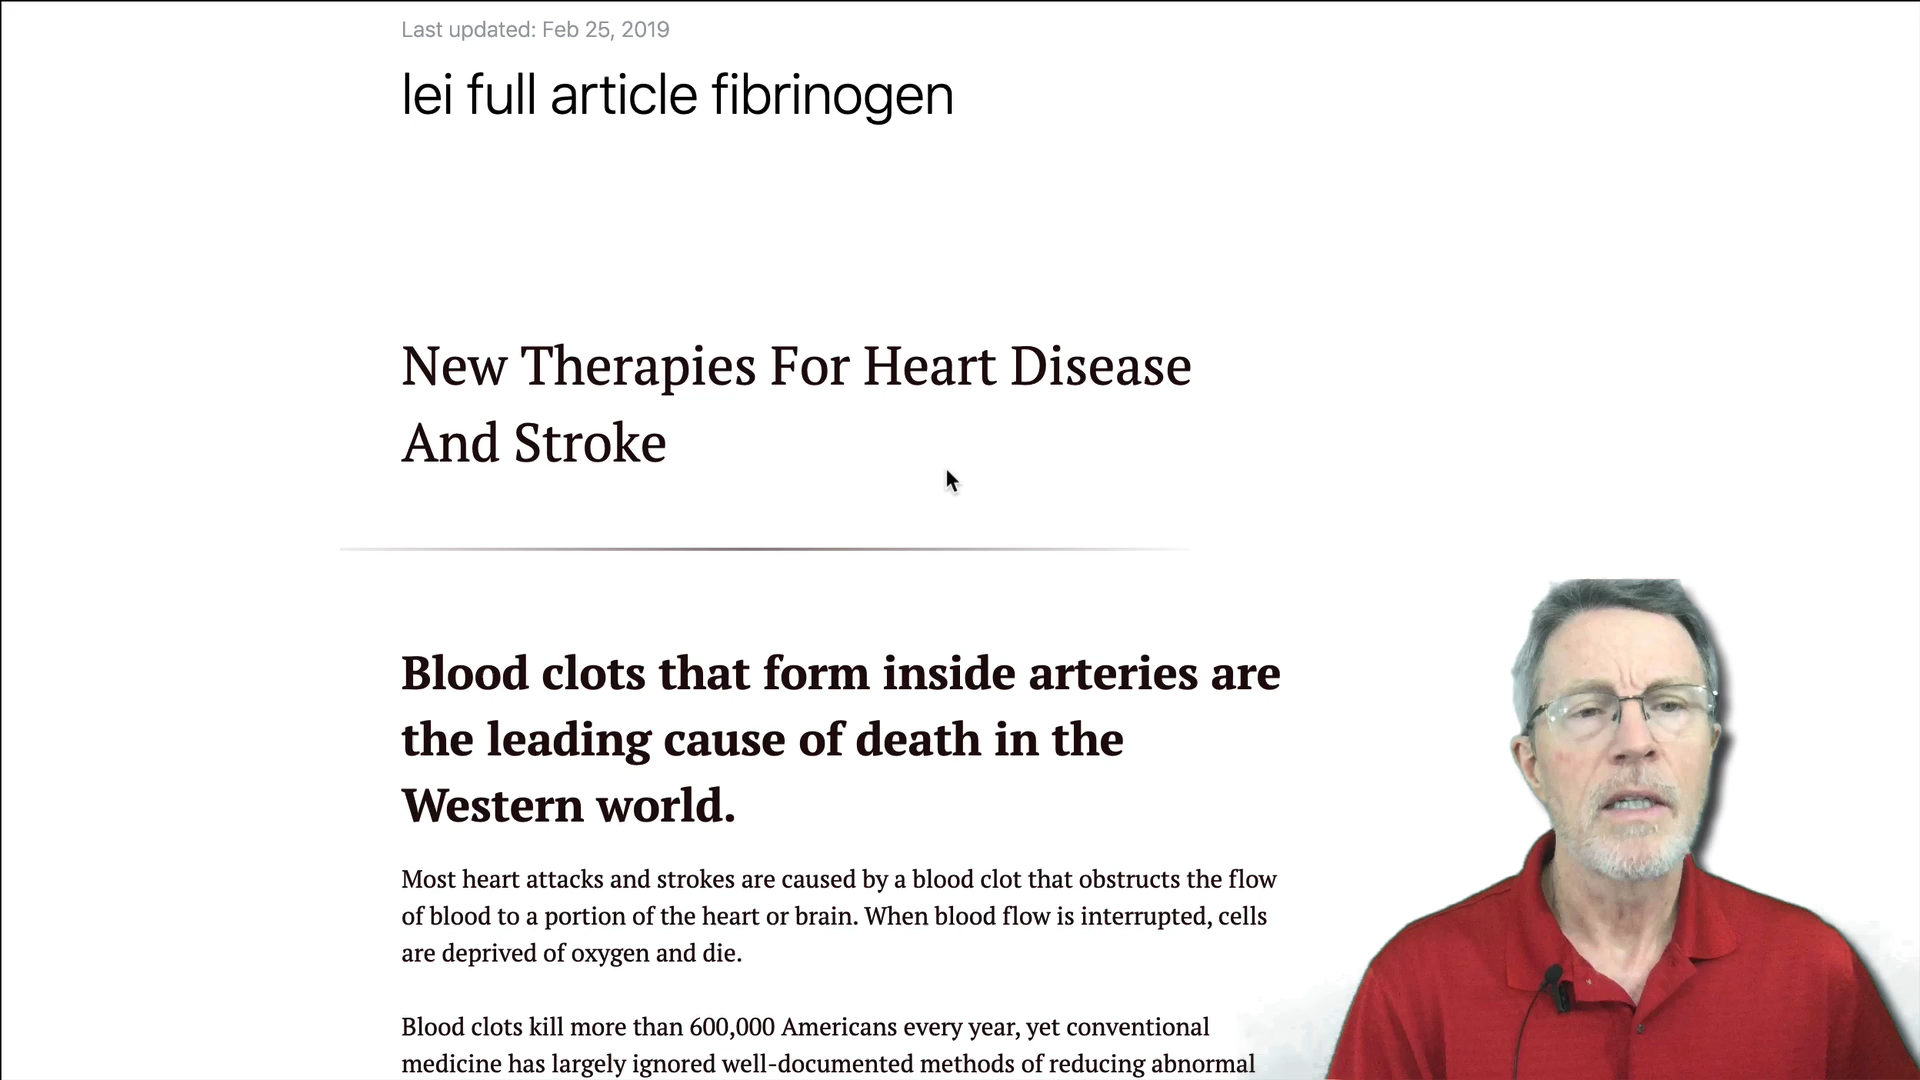 Last updated: Feb 25, 2019
lei full article fibrinogen
New Therapies For Heart Disease
And Stroke
Blood clots that form inside arteries are
the leading cause of death in the
Western world.
Most heart attacks and strokes are caused by a blood clot that obstructs the flow
of blood to a portion of the heart or brain. When blood flow is interrupted, cells
are deprived of oxygen and die.
Blood clots kill more than 600,000 Americans every year, yet conventional
medicine has largely ignored well-documented methods of reducing abnormal